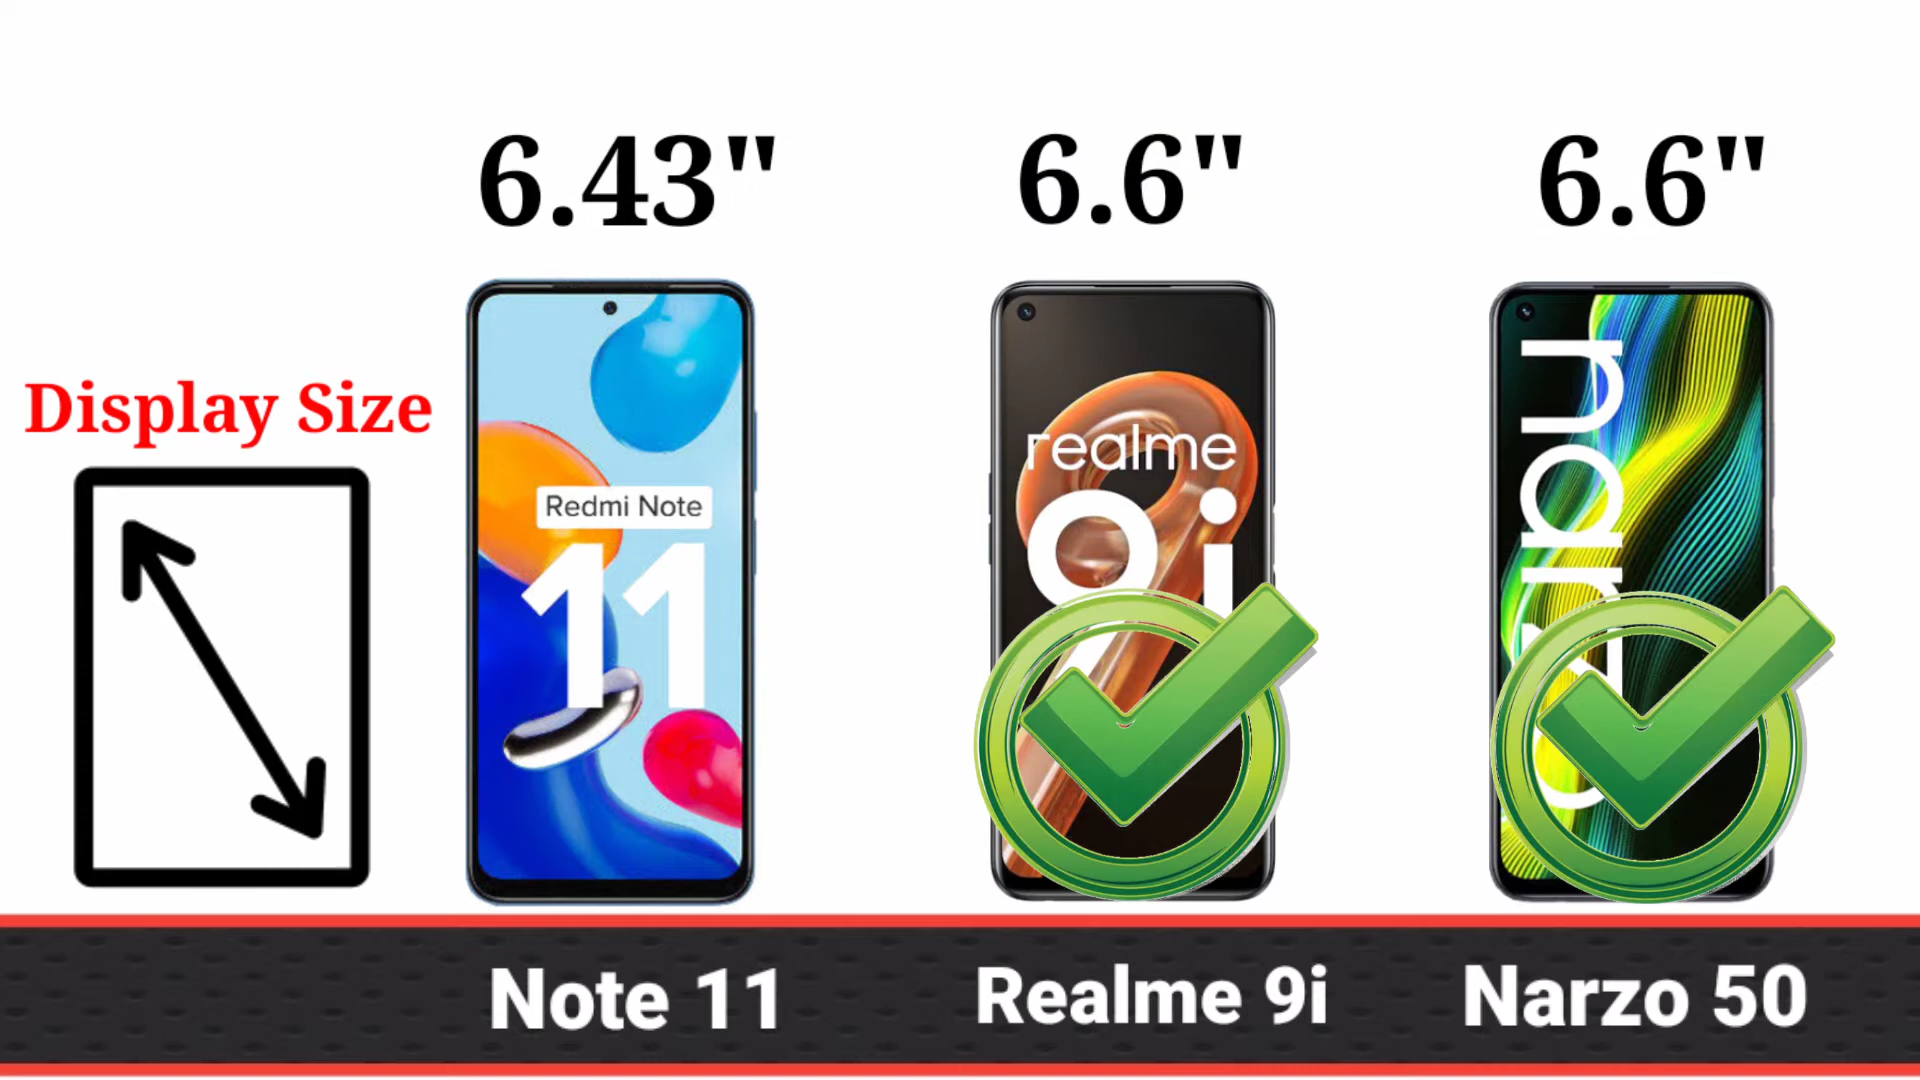 6.43"
6.6"
6.6"
Display Size
Redmi Note
11
realme
9i
narzo
Note 11
Realme 9i
Narzo 50